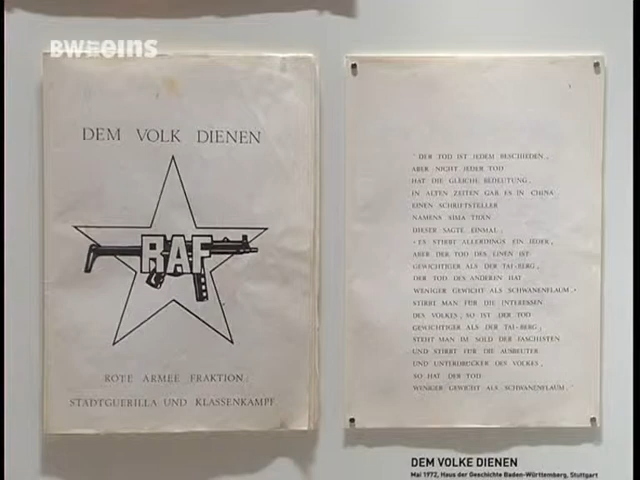 BW eins
DEM VOLK DIENEN
RAF
ROTE ARMEE FRAKTION:
STADTGUERILLA UND KLASSENKAMPF
"DER TOD IST JEDEM BESCHIEDEN,
ABER NICHT JEDER TOD
HAT DIE GLEICHE BEDEUTUNG.
IN ALTEN ZEITEN GAB ES IN CHINA
EINEN SCHRIFTSTELLER
NAMENS SIMA TJIÄN
DIESER SAGTE EINMAL:
»ES STIRBT ALLERDINGS EIN JEDER,
ABER DER TOD DES EINEN IST
GEWICHTIGER ALS DER TAI-BERG,
DER TOD DES ANDEREN HAT
WENIGER GEWICHT ALS SCHWANENFLAUM.«
STIRBT MAN FÜR DIE INTERESSEN
DES VOLKES, SO IST DER TOD
GEWICHTIGER ALS DER TAI-BERG;
STEHT MAN IM SOLD DER FASCHISTEN
UND STIRBT FÜR DIE AUSBEUTER
UND UNTERDRÜCKER DES VOLKES,
SO HAT DER TOD
WENIGER GEWICHT ALS SCHWANENFLAUM."
DEM VOLKE DIENEN
Mai 1972, Haus der Geschichte Baden-Württemberg, Stuttgart